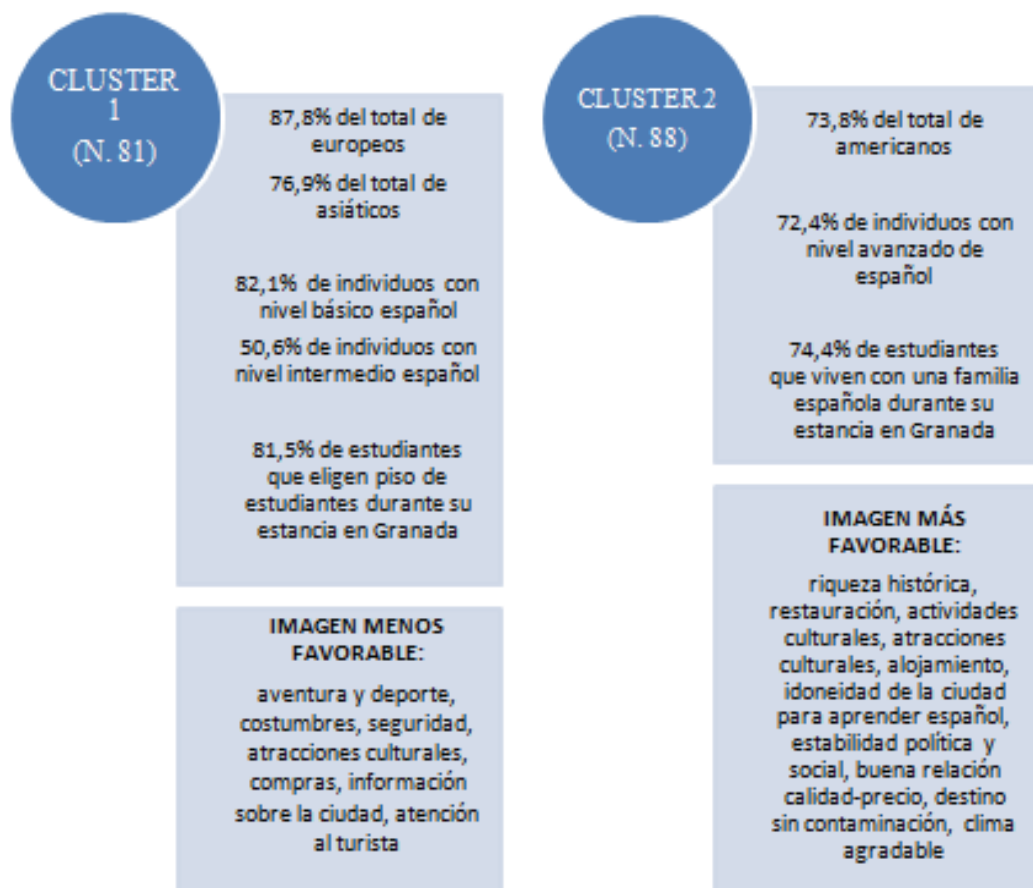 CLUSTER
1
(N. 81)
87,8% del total de
europeos
76,9% del total de
asiáticos
82,1% de individuos con
nivel básico español
50,6% de individuos con
nivel intermedio español
81,5% de estudiantes
que eligen piso de
estudiantes durante su
estancia en Granada
IMAGEN MENOS
FAVORABLE:
aventura y deporte,
costumbres, seguridad,
atracciones culturales,
compras, información
sobre la ciudad, atención
al turista
CLUSTER 2
(N. 88)
73,8% del total de
americanos
72,4% de individuos con
nivel avanzado de
español
74,4% de estudiantes
que viven con una familia
española durante su
estancia en Granada
IMAGEN MÁS
FAVORABLE:
riqueza histórica,
restauración, actividades
culturales, atracciones
culturales, alojamiento,
idoneidad de la ciudad
para aprender español,
estabilidad política y
social, buena relación
calidad-precio, destino
sin contaminación, clima
agradable